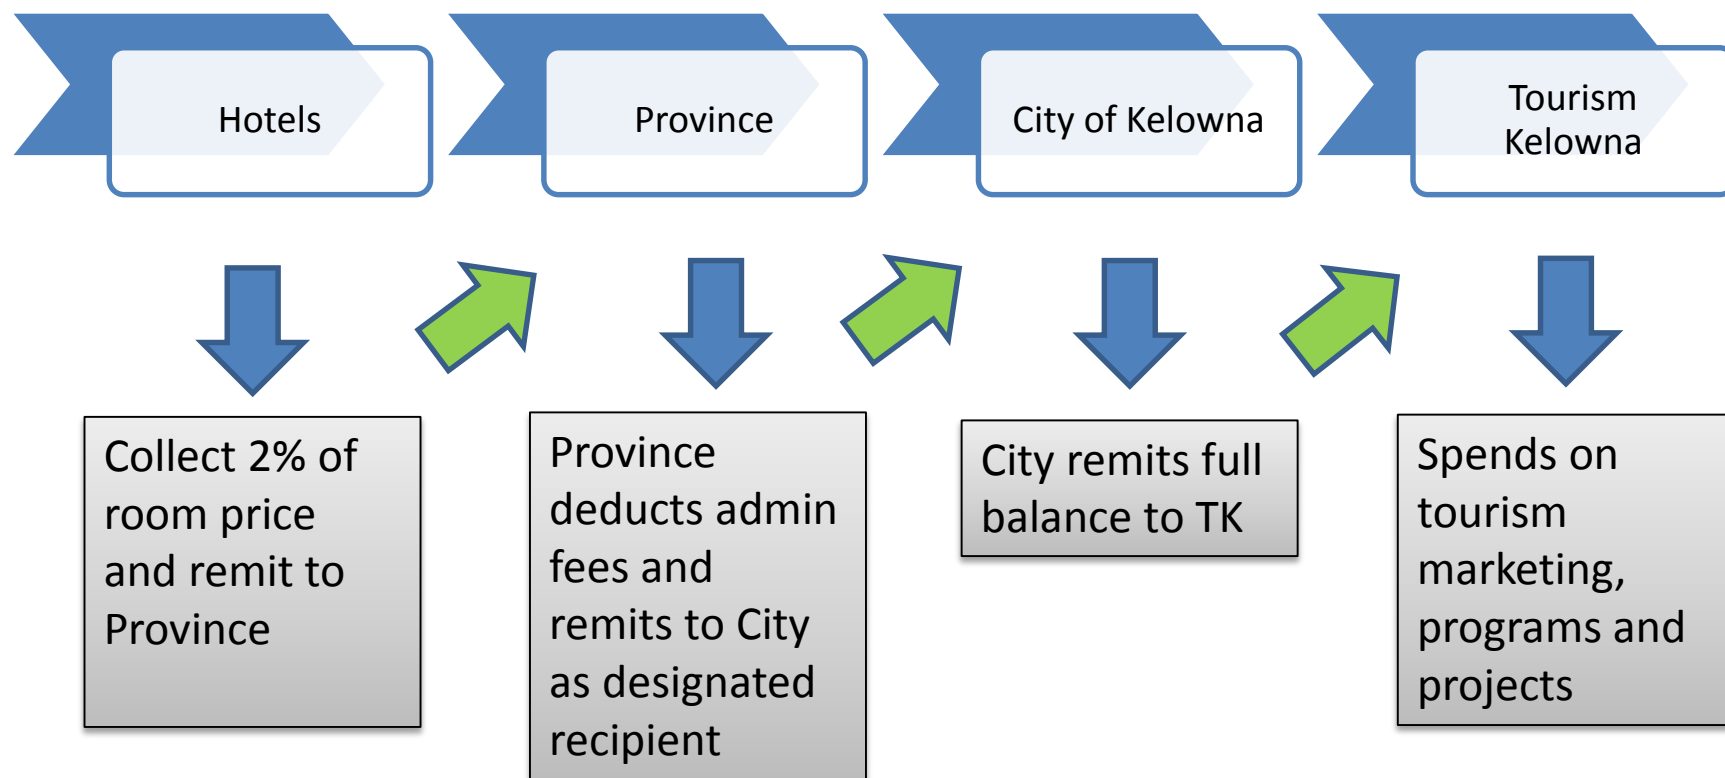 Hotels
Province
City of Kelowna
Tourism
Kelowna
Collect 2% of
room price
and remit to
Province
Province
deducts admin
fees and
remits to City
as designated
recipient
City remits full
balance to TK
Spends on
tourism
marketing,
programs and
projects